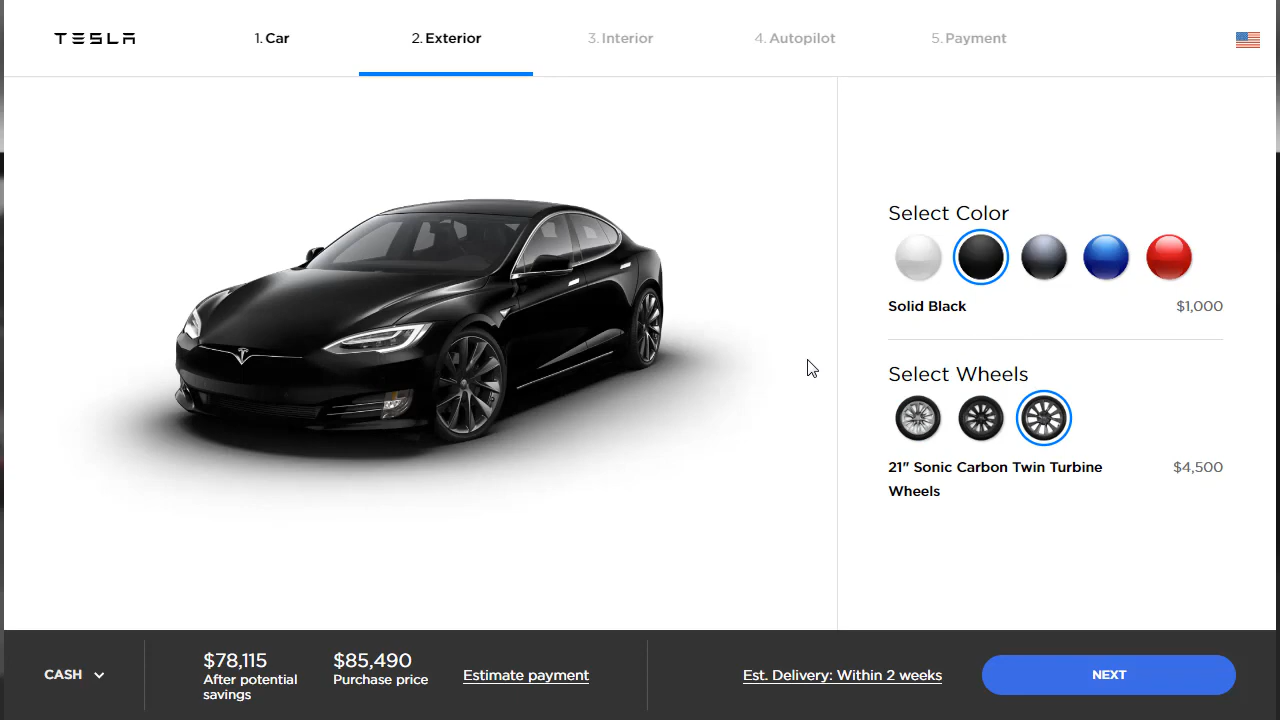 TESLA
1. Car
2. Exterior
3. Interior
4. Autopilot
5. Payment
Select Color
Solid Black $1,000
Select Wheels
21" Sonic Carbon Twin Turbine $4,500
Wheels
CASH
$78,115
After potential
savings
$85,490
Purchase price
Estimate payment
Est. Delivery: Within 2 weeks
NEXT